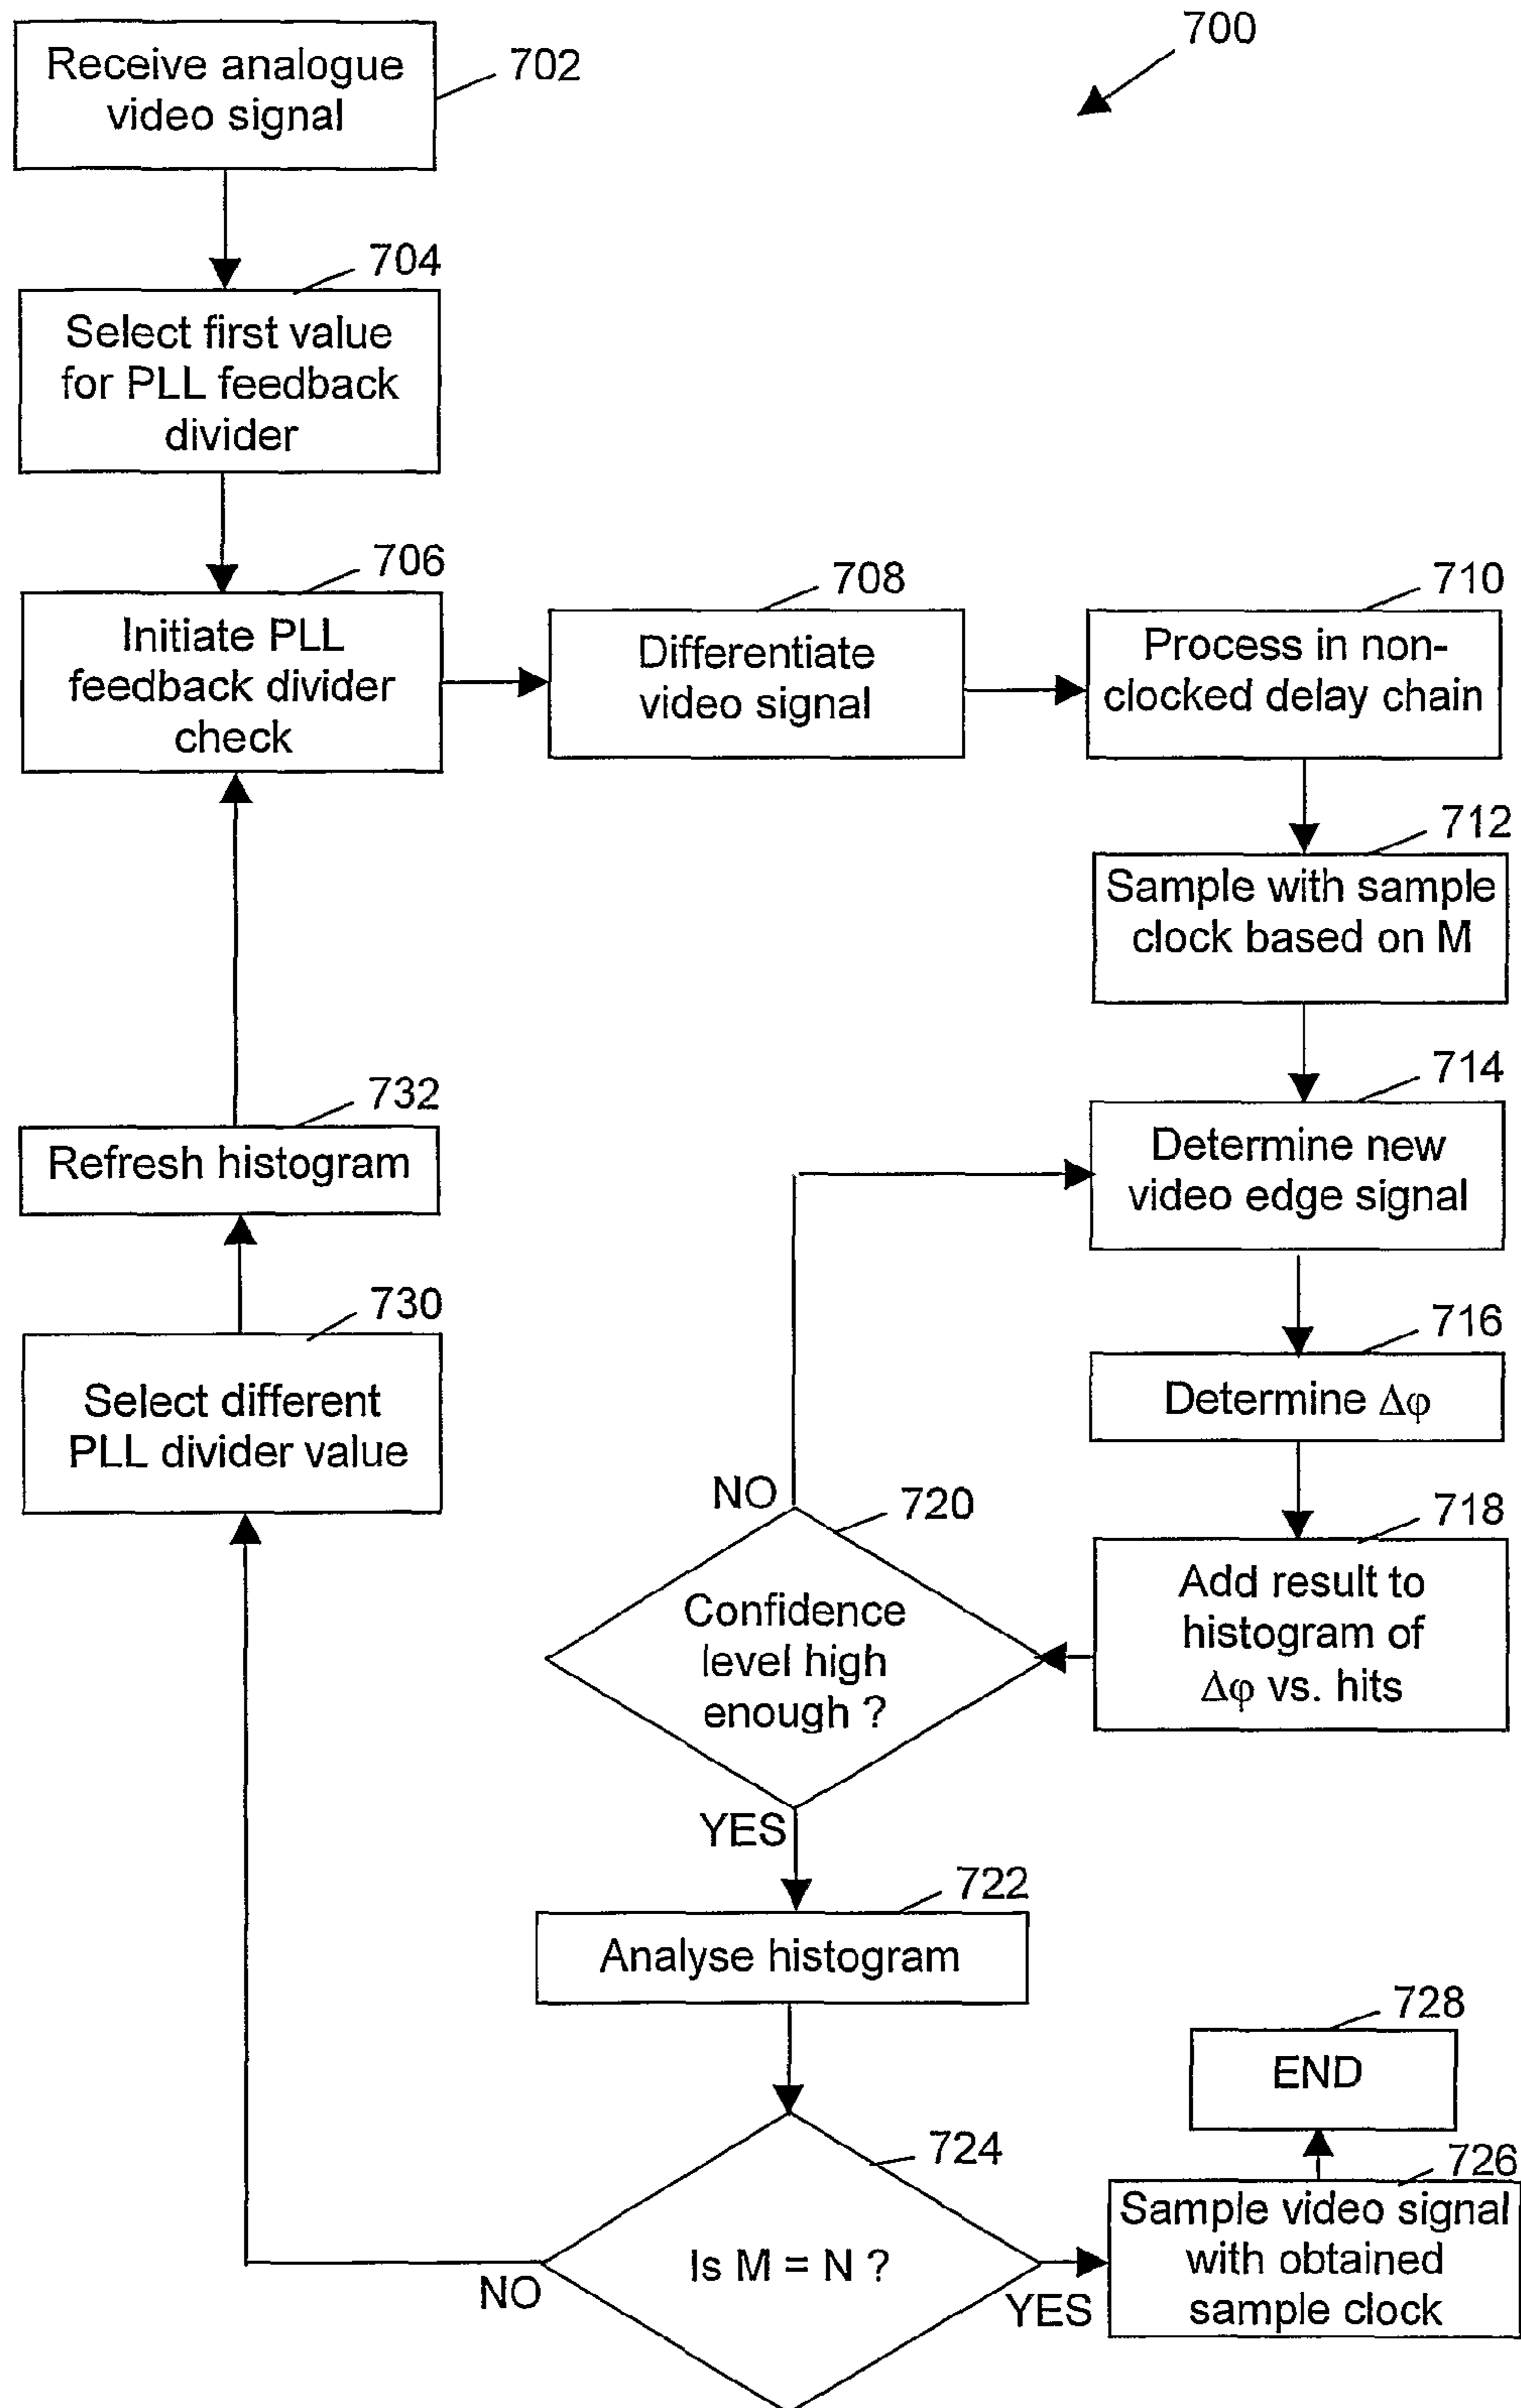 700
Receive analogue
video signal
702
704
Select first value
for PLL feedback
divider
706
Initiate PLL
feedback divider
check
708
Differentiate
video signal
710
Process in non-
clocked delay chain
712
Sample with sample
clock based on M
714
Determine new
video edge signal
716
Determine Δφ
718
Add result to
histogram of
Δφ vs. hits
720
NO
Confidence
level high
enough ?
YES
722
Analyse histogram
724
Is M = N ?
NO
YES
726
Sample video signal
with obtained
sample clock
728
END
730
Select different
PLL divider value
732
Refresh histogram